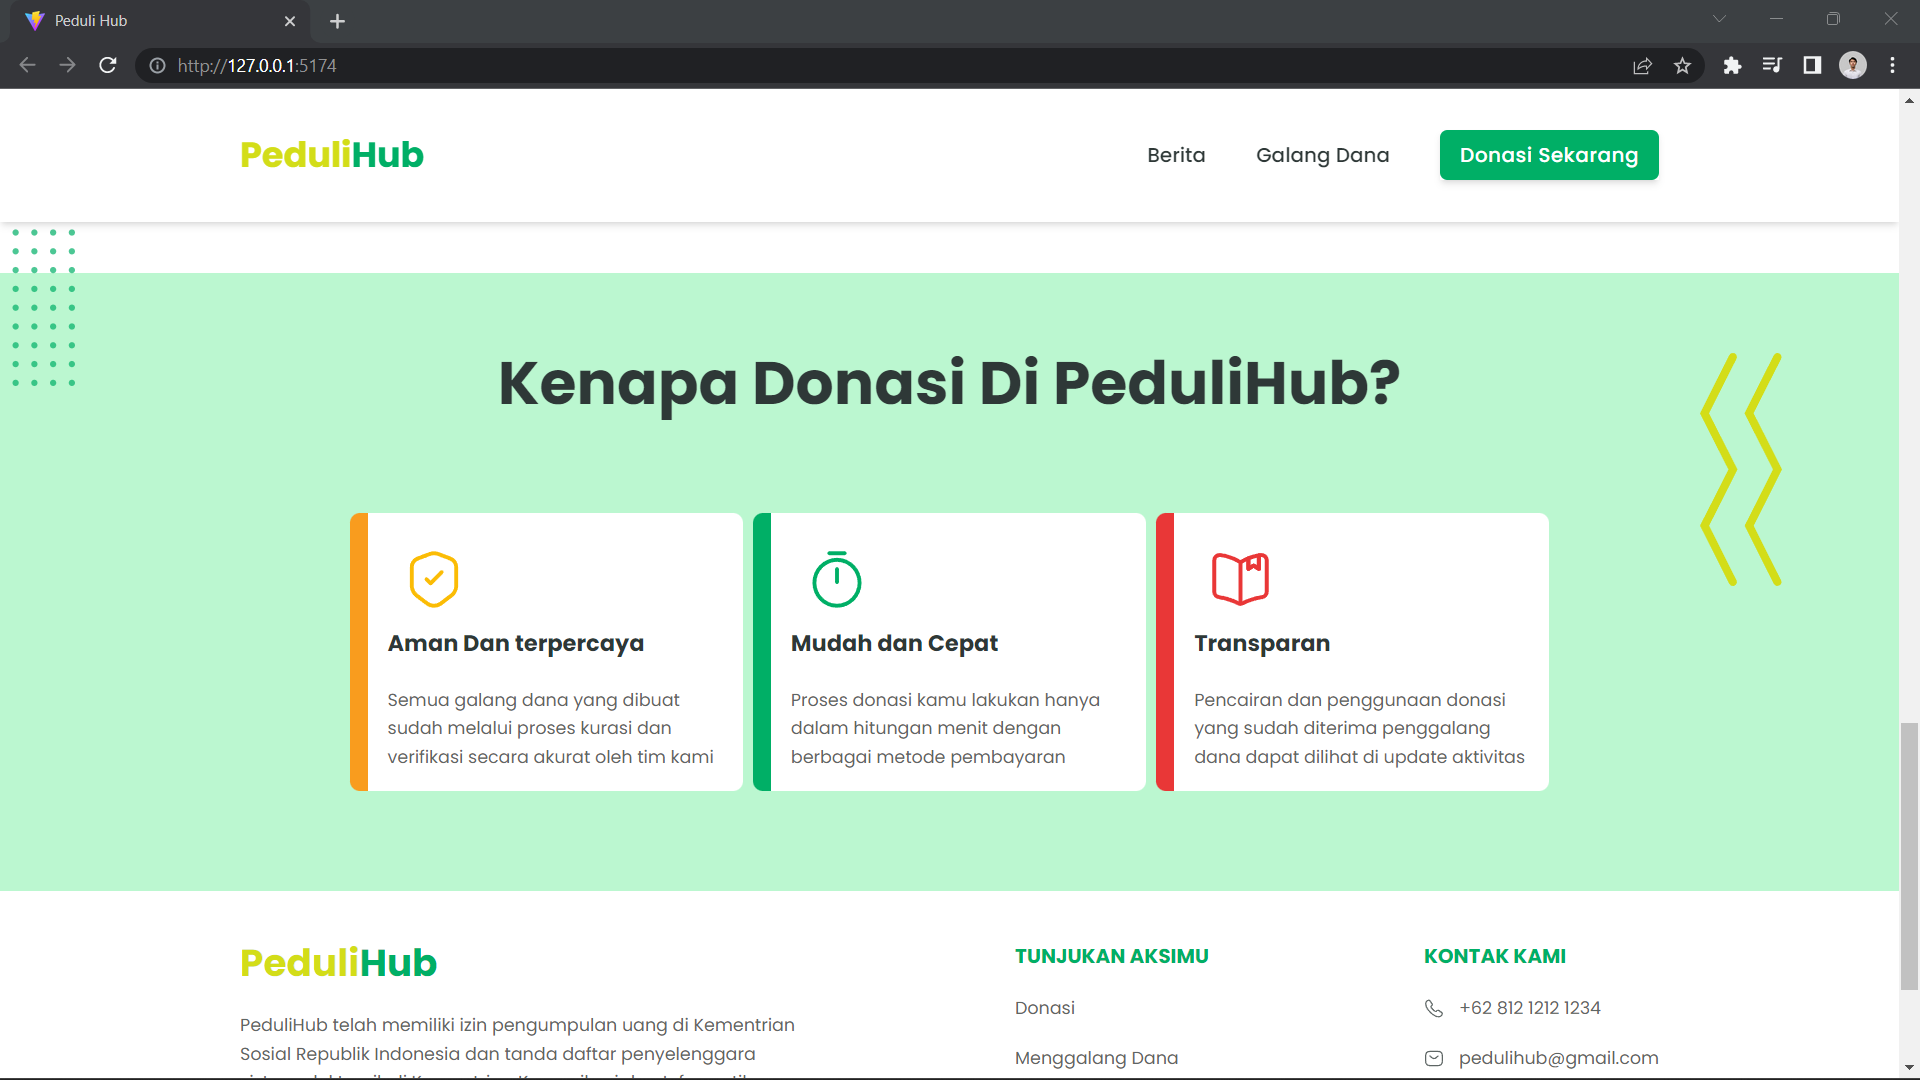 Peduli Hub
http://127.0.0.1:5174
PeduliHub
Berita
Galang Dana
Donasi Sekarang
Kenapa Donasi Di PeduliHub?
Aman Dan terpercaya
Semua galang dana yang dibuat
sudah melalui proses kurasi dan
verifikasi secara akurat oleh tim kami
Mudah dan Cepat
Proses donasi kamu lakukan hanya
dalam hitungan menit dengan
berbagai metode pembayaran
Transparan
Pencairan dan penggunaan donasi
yang sudah diterima penggalang
dana dapat dilihat di update aktivitas
PeduliHub
PeduliHub telah memiliki izin pengumpulan uang di Kementrian
Sosial Republik Indonesia dan tanda daftar penyelenggara
TUNJUKAN AKSIMU
Donasi
Menggalang Dana
KONTAK KAMI
+62 812 1212 1234
pedulihub@gmail.com